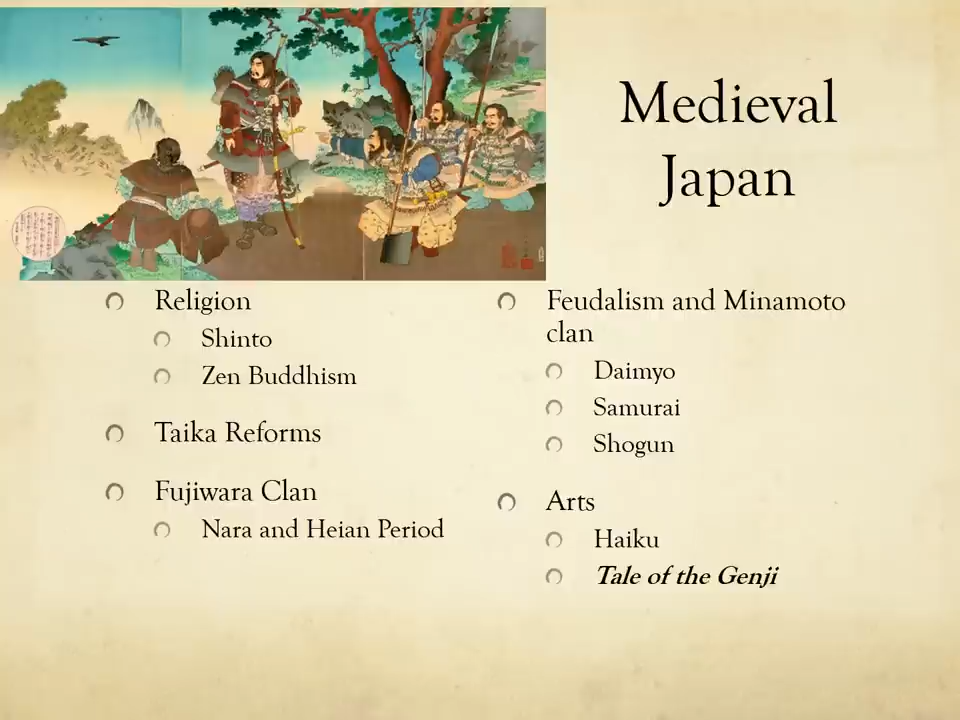 Medieval
Japan
Religion
Shinto
Zen Buddhism
Taika Reforms
Fujiwara Clan
Nara and Heian Period
Feudalism and Minamoto
clan
Daimyo
Samurai
Shogun
Arts
Haiku
Tale of the Genji